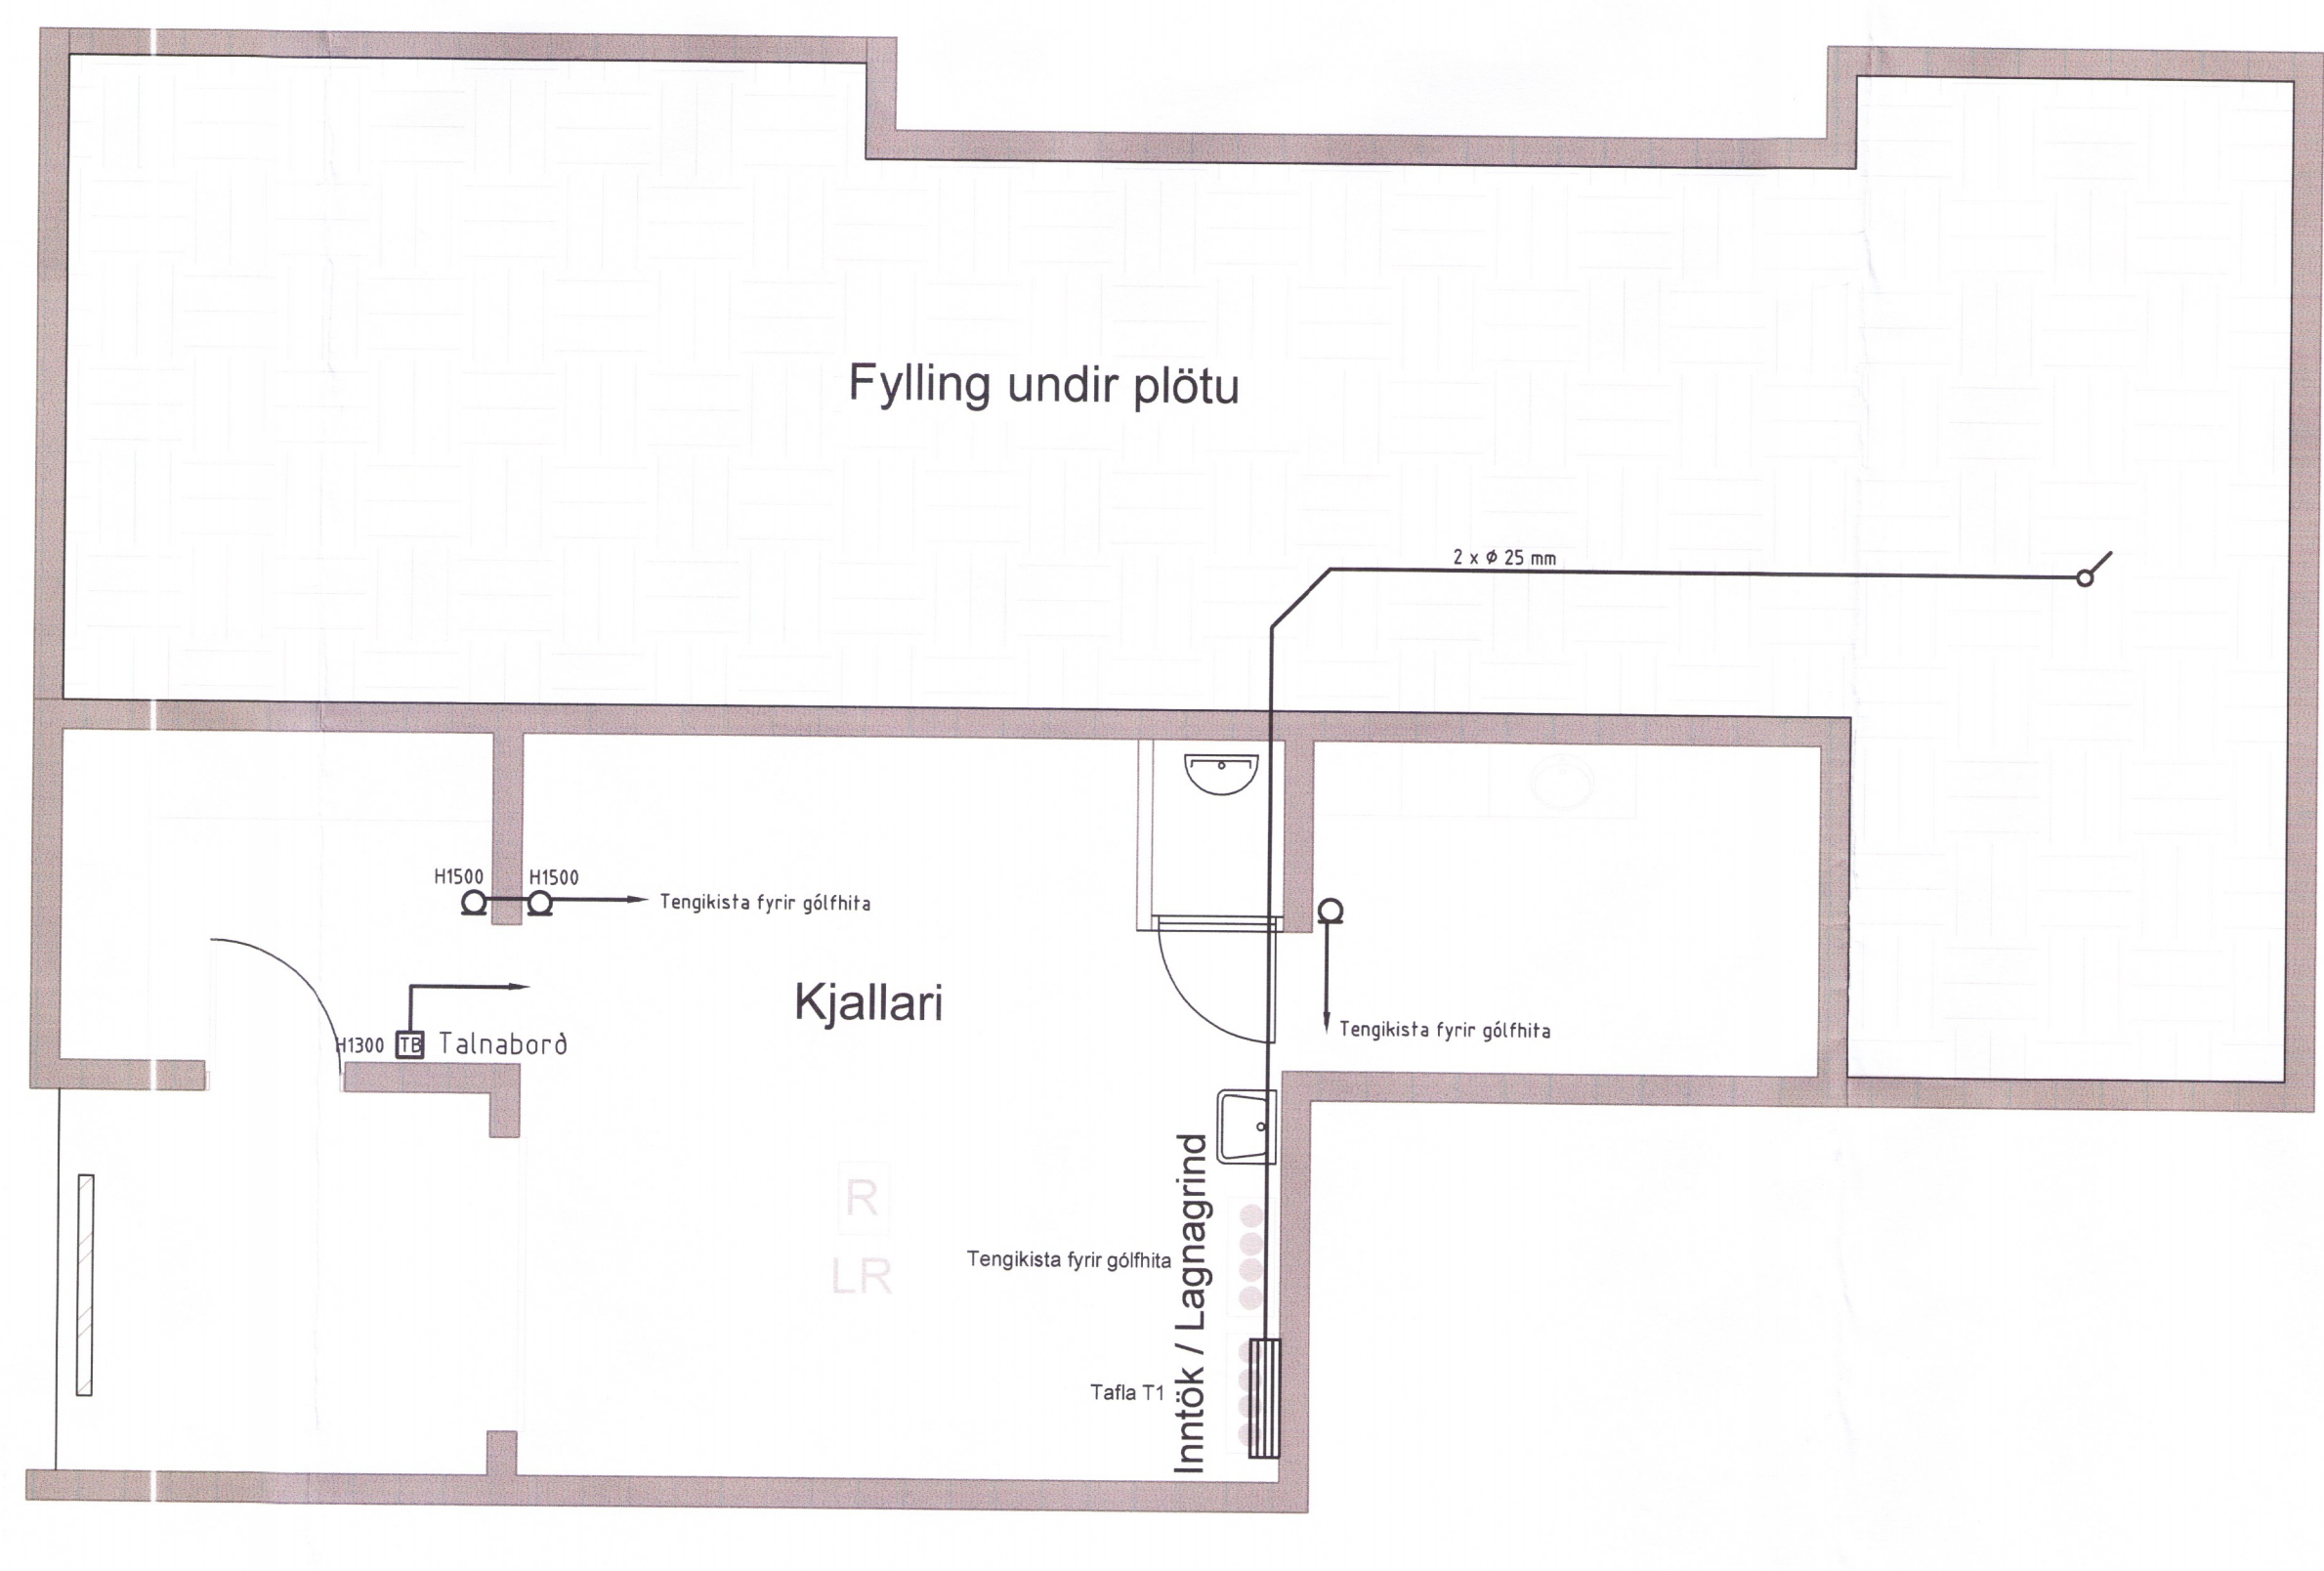 Fylling undir plötu
2 x Ø 25 mm
H1500
H1500
Tengikista fyrir gólfhita
Kjallari
Tengikista fyrir gólfhita
H1300
TB
Talnaborð
R
LR
Tengikista fyrir gólfhita
Tafla T1
Inntök / Lagnagrind